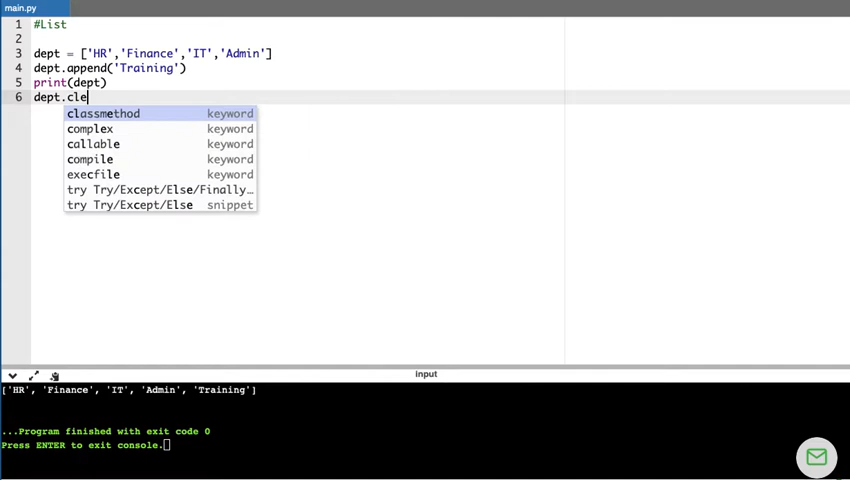 main.py
1 #List
2
3 dept = ['HR','Finance','IT','Admin']
4 dept.append('Training')
5 print(dept)
6 dept.cle
classmethod keyword
complex keyword
callable keyword
compile keyword
execfile keyword
try Try/Except/Else/Finally…
try Try/Except/Else snippet
input
['HR', 'Finance', 'IT', 'Admin', 'Training']
...Program finished with exit code 0
Press ENTER to exit console.